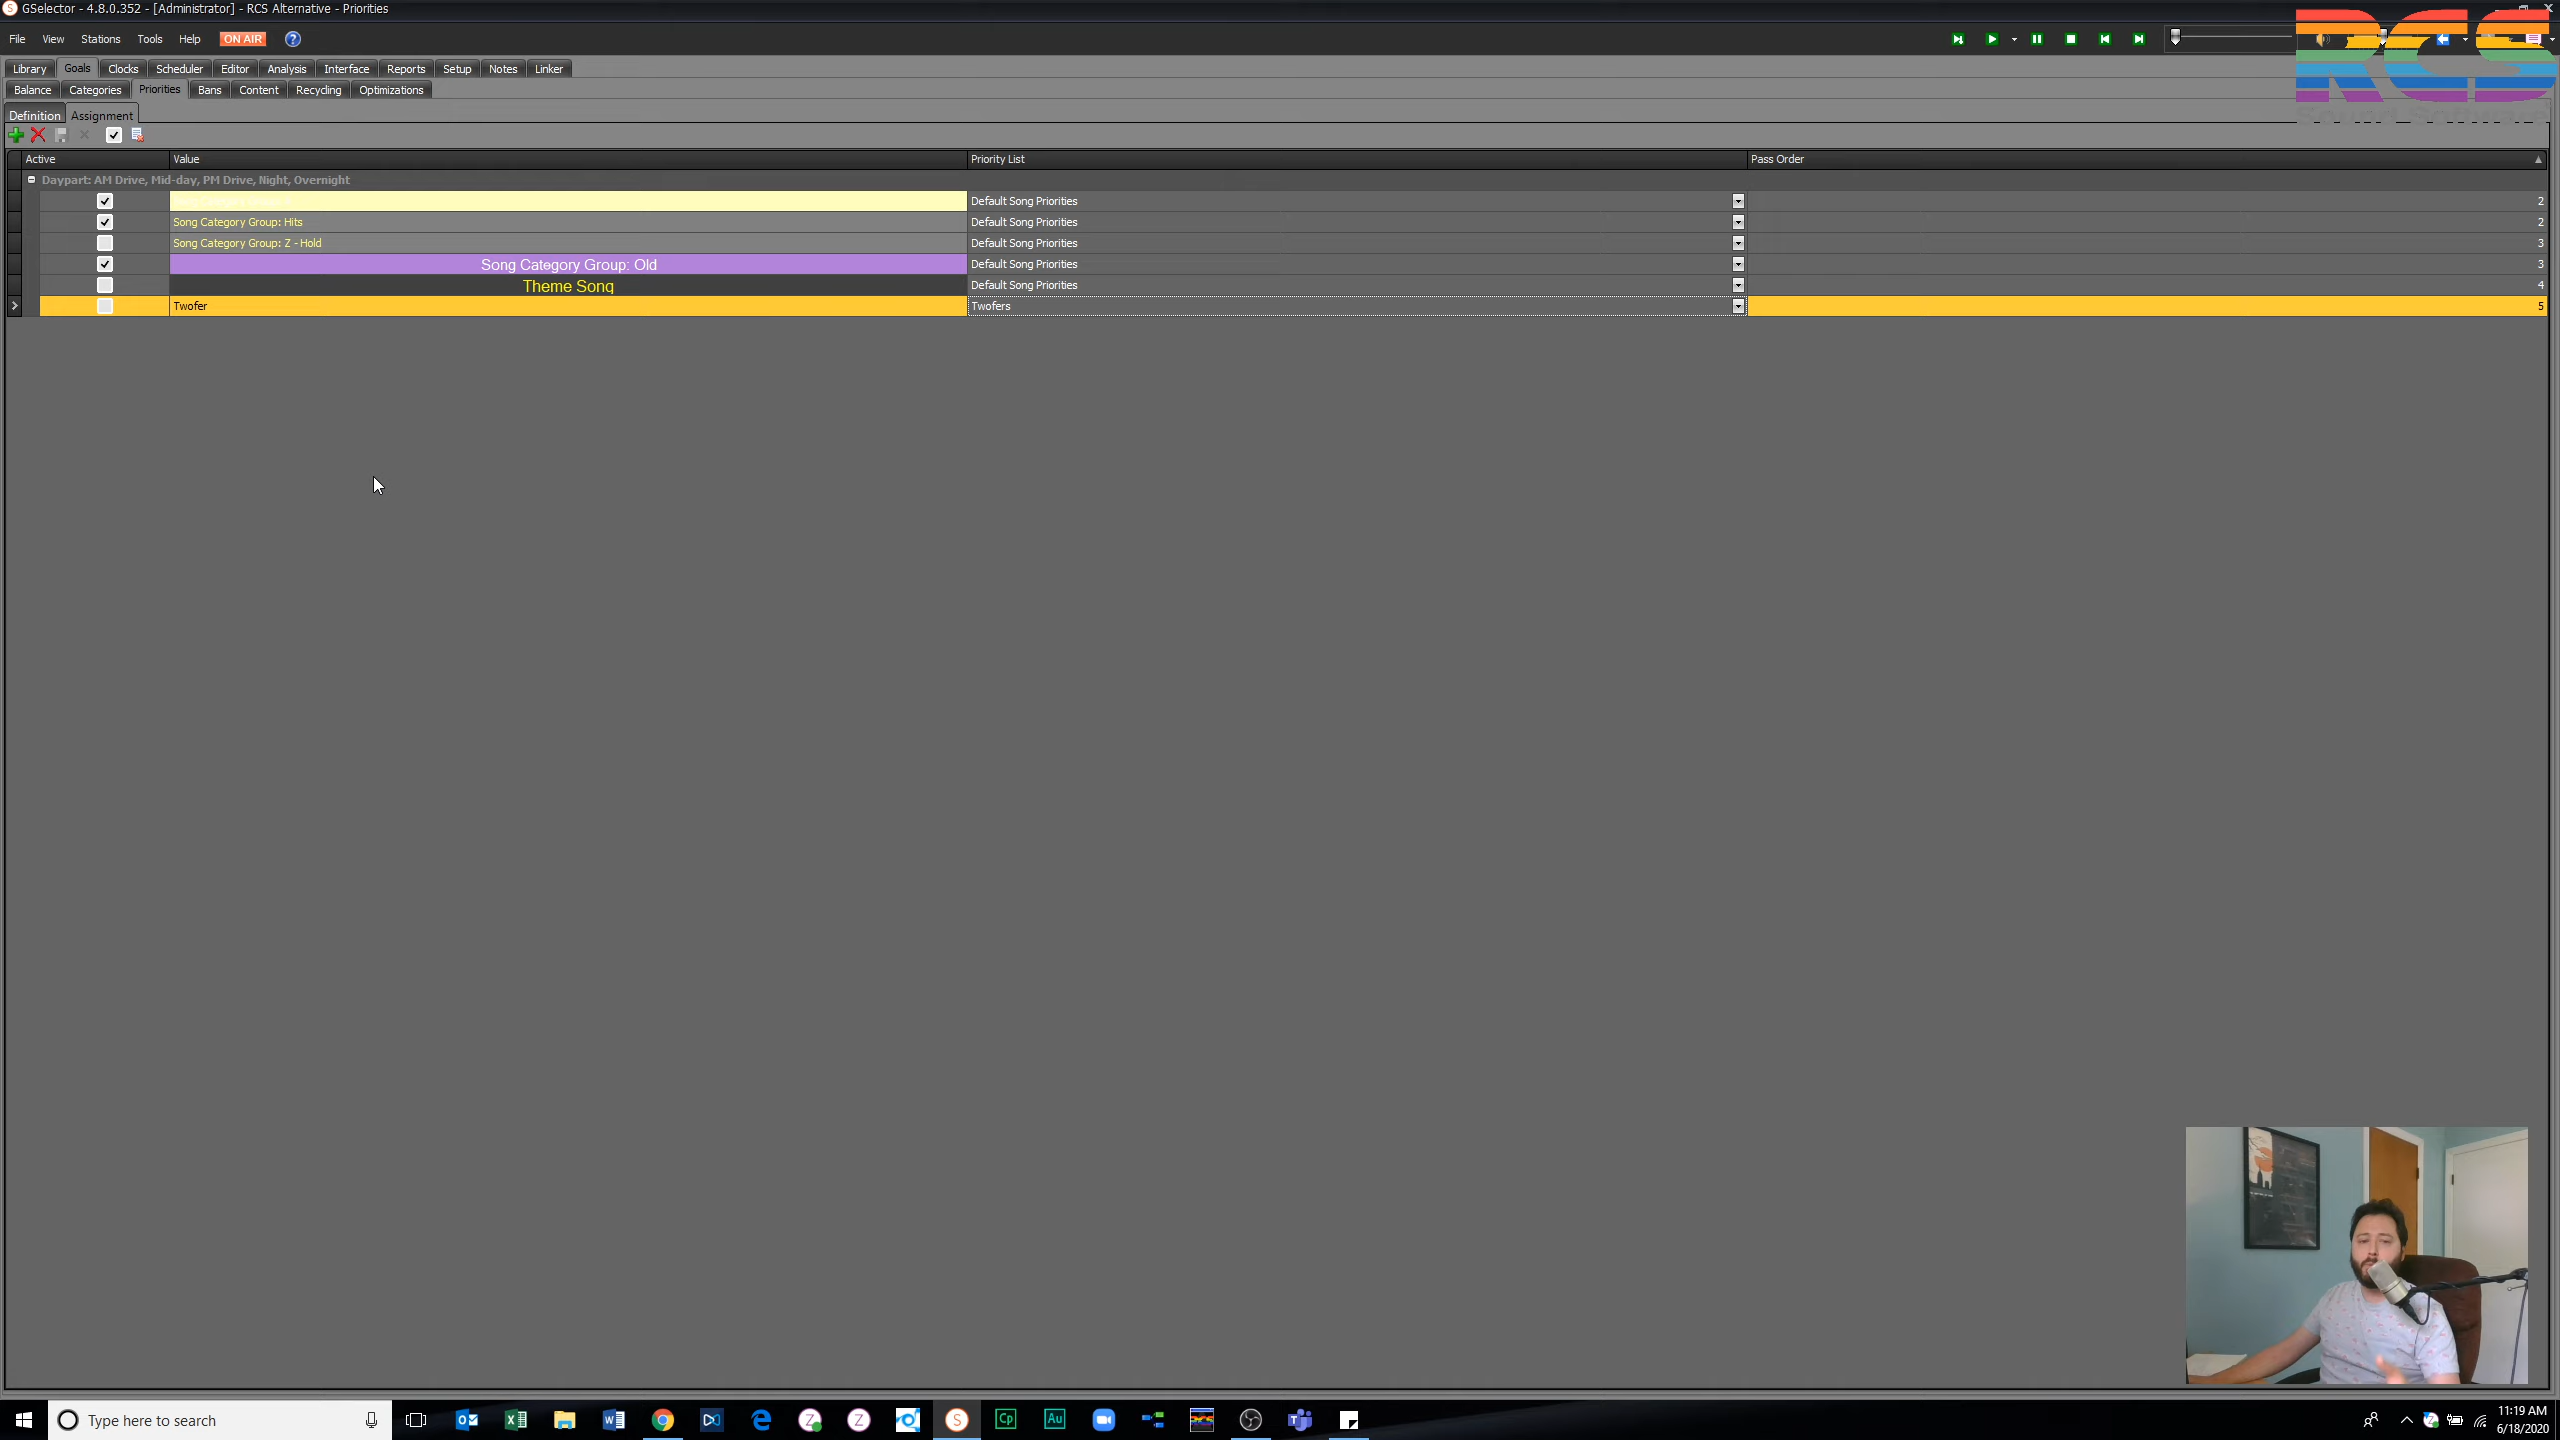 GSelector - 4.8.0.352 - [Administrator] - RCS Alternative - Priorities
File View Stations Tools Help ON AIR ?
RCS
Library Goals Clocks Scheduler Editor Analysis Interface Reports Setup Notes Linker
Balance Categories Priorities Bans Content Recycling Optimizations
Definition Assignment
Active Value Priority List Pass Order
Daypart: AM Drive, Mid-day, PM Drive, Night, Overnight
Default Song Priorities 2
Song Category Group: Hits Default Song Priorities 2
Song Category Group: Z - Hold Default Song Priorities 3
Song Category Group: Old Default Song Priorities 3
Theme Song Default Song Priorities 4
Twofer Twofers 5
Type here to search
11:19 AM
6/18/2020